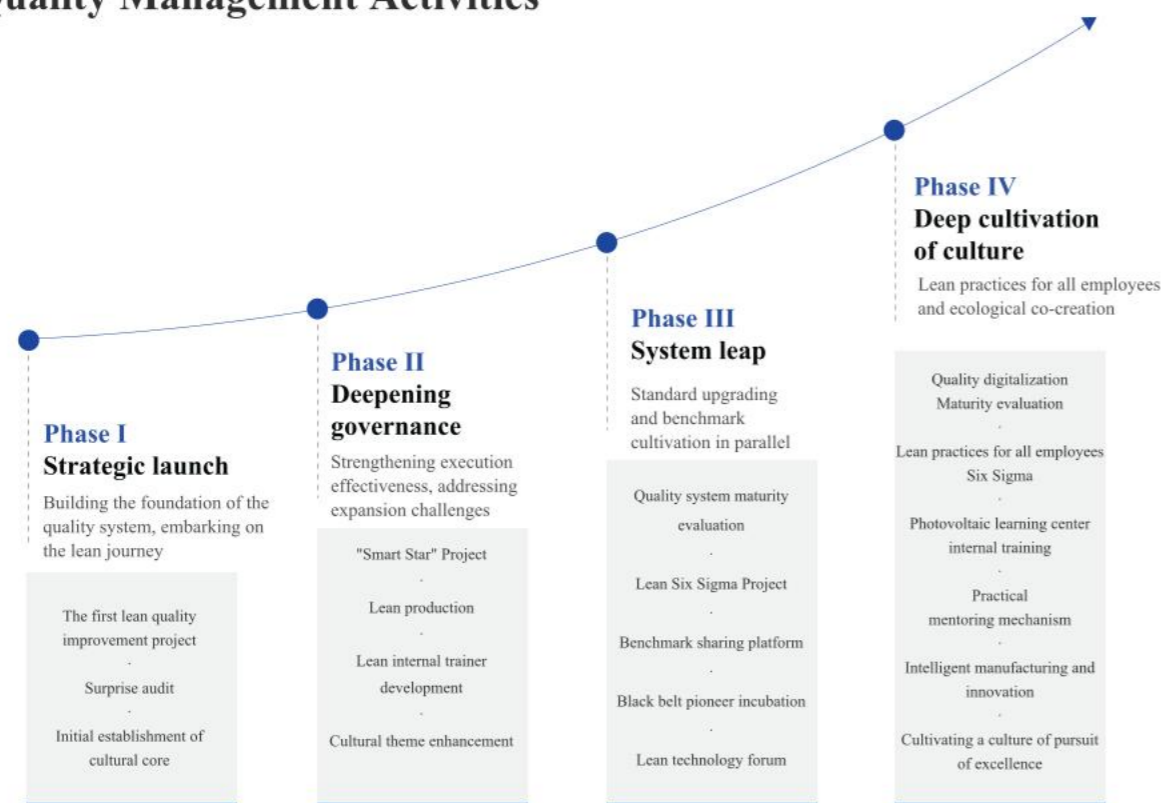 Quality Management Activities
Phase I
Strategic launch
Building the foundation of the
quality system, embarking on
the lean journey
The first lean quality
improvement project
.
Surprise audit
.
Initial establishment of
cultural core
Phase II
Deepening
governance
Strengthening execution
effectiveness, addressing
expansion challenges
"Smart Star" Project
.
Lean production
.
Lean internal trainer
development
.
Cultural theme enhancement
Phase III
System leap
Standard upgrading
and benchmark
cultivation in parallel
Quality system maturity
evaluation
.
Lean Six Sigma Project
.
Benchmark sharing platform
.
Black belt pioneer incubation
.
Lean technology forum
Phase IV
Deep cultivation
of culture
Lean practices for all employees
and ecological co-creation
Quality digitalization
Maturity evaluation
.
Lean practices for all employees
Six Sigma
.
Photovoltaic learning center
internal training
.
Practical
mentoring mechanism
.
Intelligent manufacturing and
innovation
.
Cultivating a culture of pursuit
of excellence